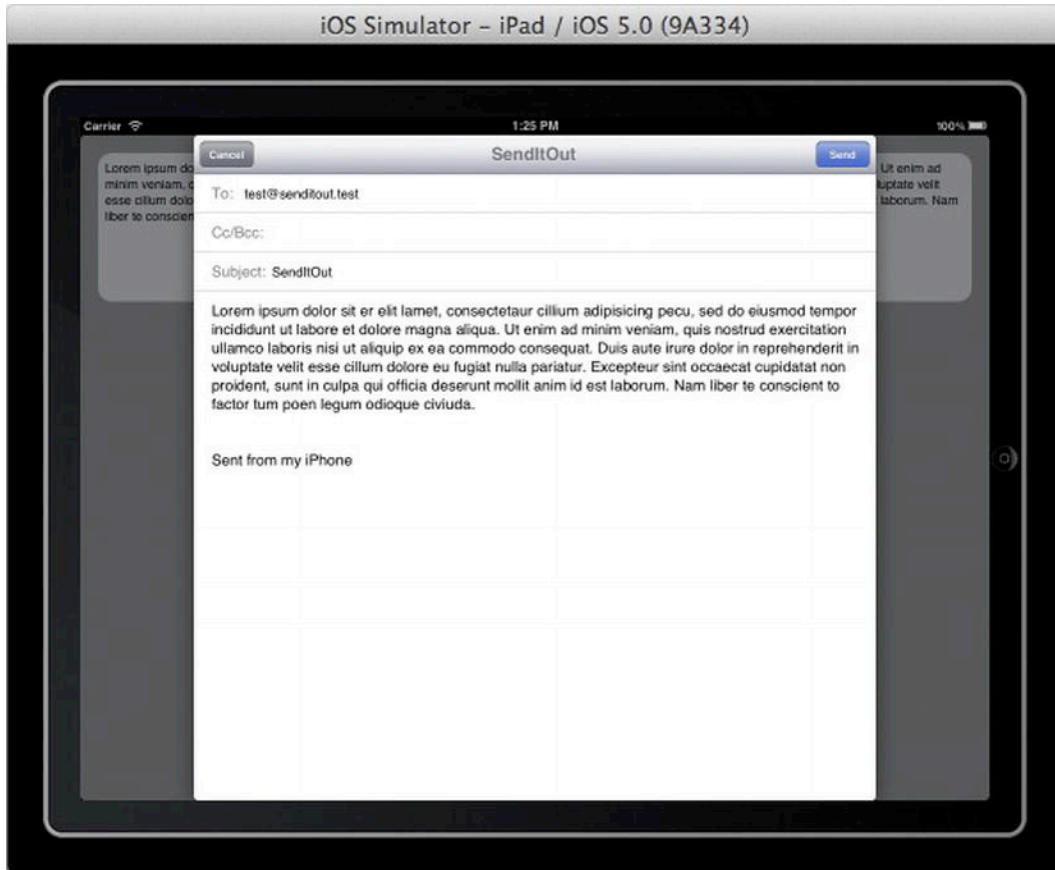 iOS Simulator – iPad / iOS 5.0 (9A334)
Carrier
1:25 PM
100%
Cancel
SendItOut
Send
Lorem ipsum do
minim veniam, c
esse cillum dolo
liber te conscien
Ut enim ad
luptate velit
laborum. Nam
To: test@senditout.test
Cc/Bcc:
Subject: SendItOut
Lorem ipsum dolor sit er elit lamet, consectetaur cillium adipisicing pecu, sed do eiusmod tempor
incididunt ut labore et dolore magna aliqua. Ut enim ad minim veniam, quis nostrud exercitation
ullamco laboris nisi ut aliquip ex ea commodo consequat. Duis aute irure dolor in reprehenderit in
voluptate velit esse cillum dolore eu fugiat nulla pariatur. Excepteur sint occaecat cupidatat non
proident, sunt in culpa qui officia deserunt mollit anim id est laborum. Nam liber te conscient to
factor tum poen legum odioque civiuda.
Sent from my iPhone